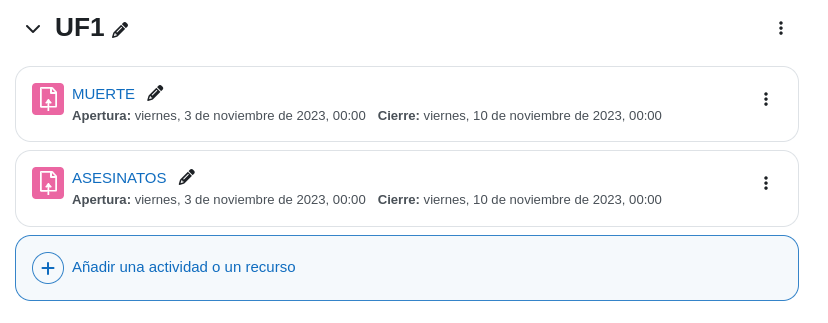 UF1
MUERTE
Apertura: viernes, 3 de noviembre de 2023, 00:00 Cierre: viernes, 10 de noviembre de 2023, 00:00
ASESINATOS
Apertura: viernes, 3 de noviembre de 2023, 00:00 Cierre: viernes, 10 de noviembre de 2023, 00:00
Añadir una actividad o un recurso